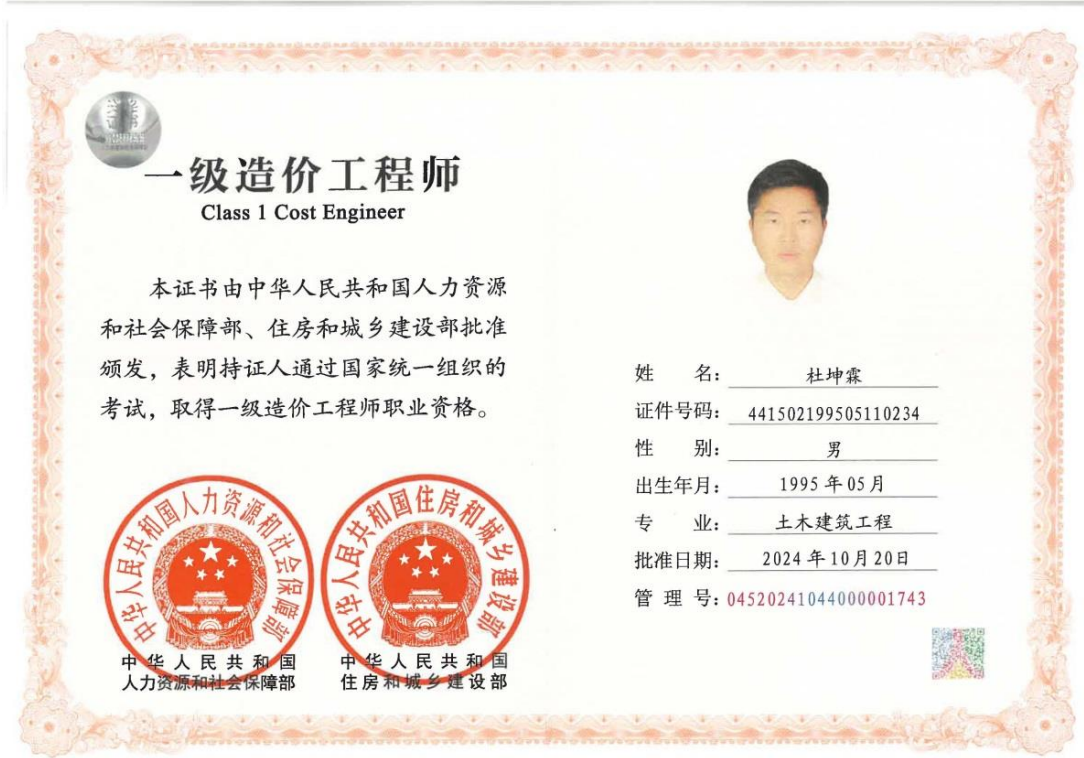 一级造价工程师
Class 1 Cost Engineer
本证书由中华人民共和国人力资源
和社会保障部、住房和城乡建设部批准
颁发，表明持证人通过国家统一组织的
考试，取得一级造价工程师职业资格。
中华人民共和国人力资源和社会保障部
中华人民共和国
人力资源和社会保障部
中华人民共和国住房和城乡建设部
中华人民共和国
住房和城乡建设部
姓 名：杜坤霖
证件号码：441502199505110234
性 别：男
出生年月：1995年05月
专 业：土木建筑工程
批准日期：2024年10月20日
管 理 号：04520241044000001743